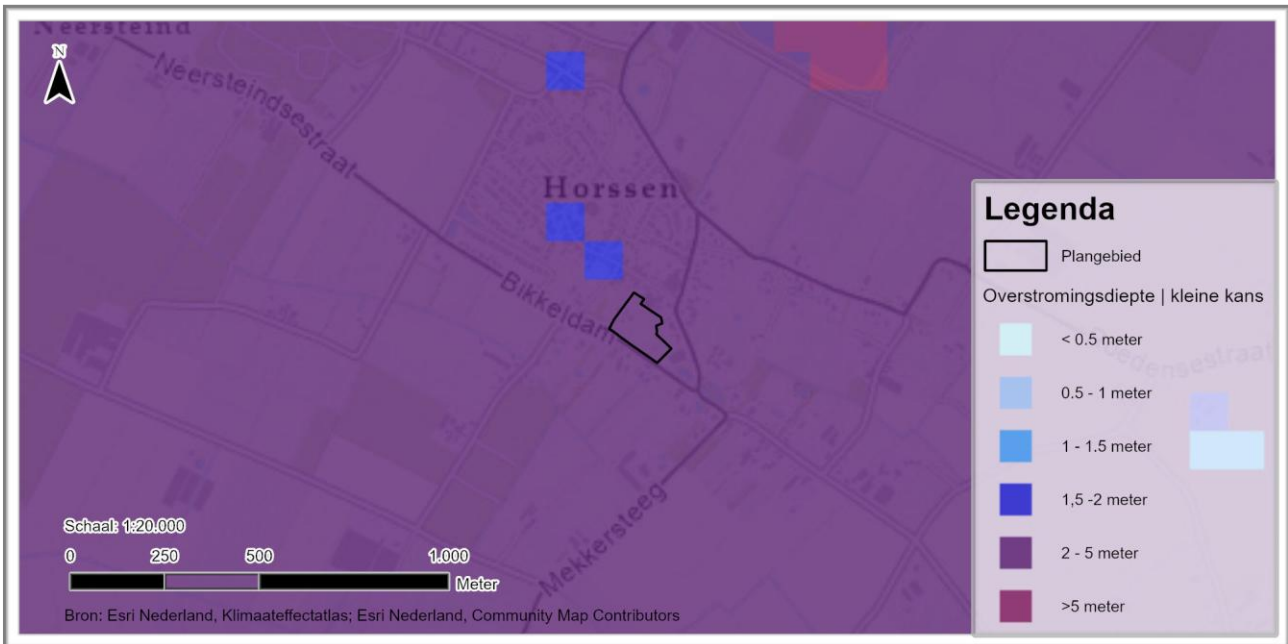 Neersteind
N
Neersteindsestraat
Horssen
Bikkeldam
Mekkersteeg
Legenda
Plangebied
Overstromingsdiepte | kleine kans
< 0.5 meter
0.5 - 1 meter
1 - 1.5 meter
1,5 -2 meter
2 - 5 meter
>5 meter
Schaal: 1:20.000
0 250 500 1.000
Meter
Bron: Esri Nederland, Klimaateffectatlas; Esri Nederland, Community Map Contributors